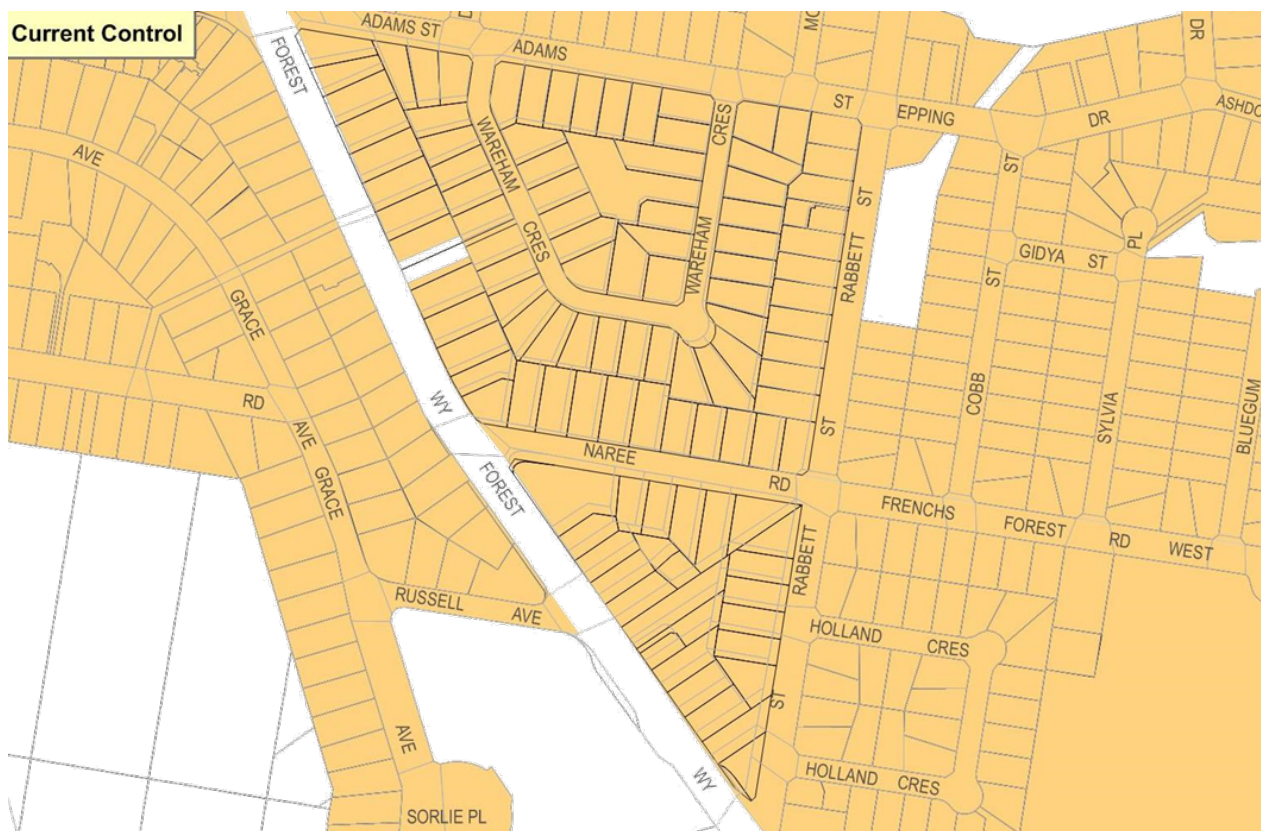 Current Control
FOREST
ADAMS ST
ADAMS
ST
EPPING
DR
DR
ASHDO
AVE
WAREHAM
CRES
CRES
WAREHAM
ST
RABBETT
ST
GIDYA ST
PL
ST
GRACE
RD
AVE
GRACE
WY
FOREST
NAREE
RD
ST
COBB
SYLVIA
BLUEGUM
FRENCHS
FOREST
RD
WEST
RABBETT
RUSSELL
AVE
HOLLAND
CRES
ST
AVE
WY
HOLLAND
CRES
SORLIE PL